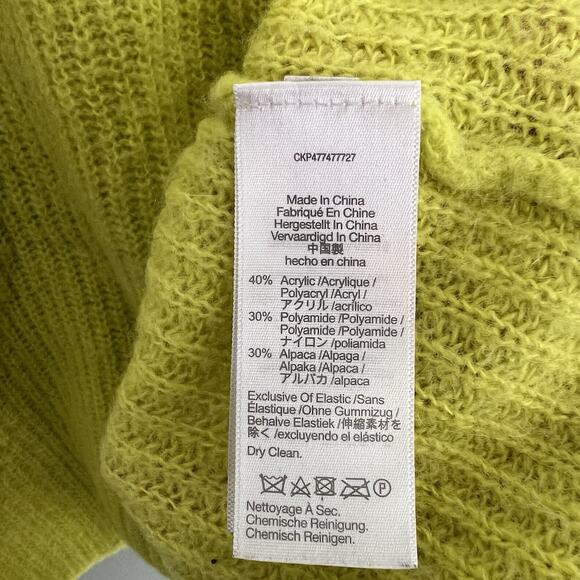 CKP477477727
Made In China
Fabriqué En Chine
Hergestellt In China
Vervaardigd In China
中国製
hecho en china
40% Acrylic /Acrylique /
Polyacryl /Acryl /
アクリル /acrílico
30% Polyamide /Polyamide /
Polyamide /Polyamide /
ナイロン /poliamida
30% Alpaca /Alpaga /
Alpaka /Alpaca /
アルパカ /alpaca
Exclusive Of Elastic /Sans
Élastique /Ohne Gummizug /
Behalve Elastiek /伸縮素材を
除く /excluyendo el elástico
Dry Clean.
P
Nettoyage À Sec.
Chemische Reinigung.
Chemisch Reinigen.